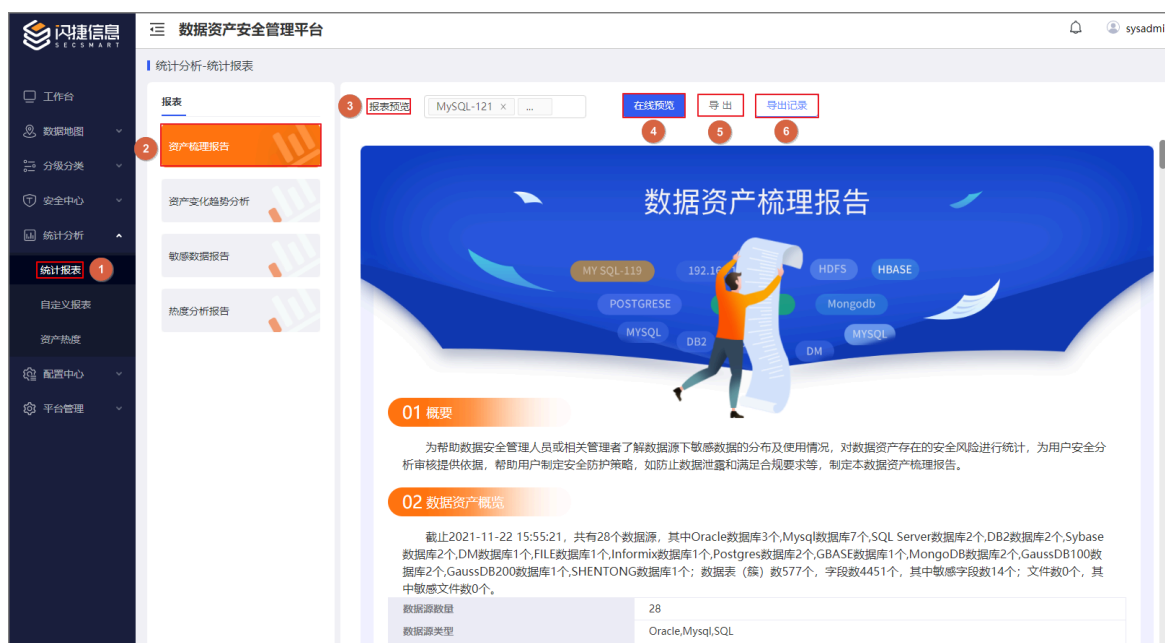 闪捷信息
SECSMART
数据资产安全管理平台
sysadmi
统计分析-统计报表
工作台
数据地图
分级分类
安全中心
统计分析
统计报表 1
自定义报表
资产热度
配置中心
平台管理
报表
2 资产梳理报告
资产变化趋势分析
敏感数据报告
热度分析报告
3 报表预览 MySQL-121 × ... 在线预览 导出 导出记录
4 5 6
数据资产梳理报告
MY SQL-119 192.16 HDFS HBASE
POSTGRESE Mongodb
MYSQL DB2 MYSQL
DM
01 概要
为帮助数据安全管理人员或相关管理者了解数据源下敏感数据的分布及使用情况，对数据资产存在的安全风险进行统计，为用户安全分
析审核提供依据，帮助用户制定安全防护策略，如防止数据泄露和满足合规要求等，制定本数据资产梳理报告。
02 数据资产概览
截止2021-11-22 15:55:21，共有28个数据源，其中Oracle数据库3个,Mysql数据库7个,SQL Server数据库2个,DB2数据库2个,Sybase
数据库2个,DM数据库1个,FILE数据库1个,Informix数据库1个,Postgres数据库2个,GBASE数据库1个,MongoDB数据库2个,GaussDB100数
据库2个,GaussDB200数据库1个,SHENTONG数据库1个；数据表（簇）数577个，字段数4451个，其中敏感字段数14个；文件数0个，其
中敏感文件数0个。
数据源数量 28
数据源类型 Oracle,Mysql,SQL